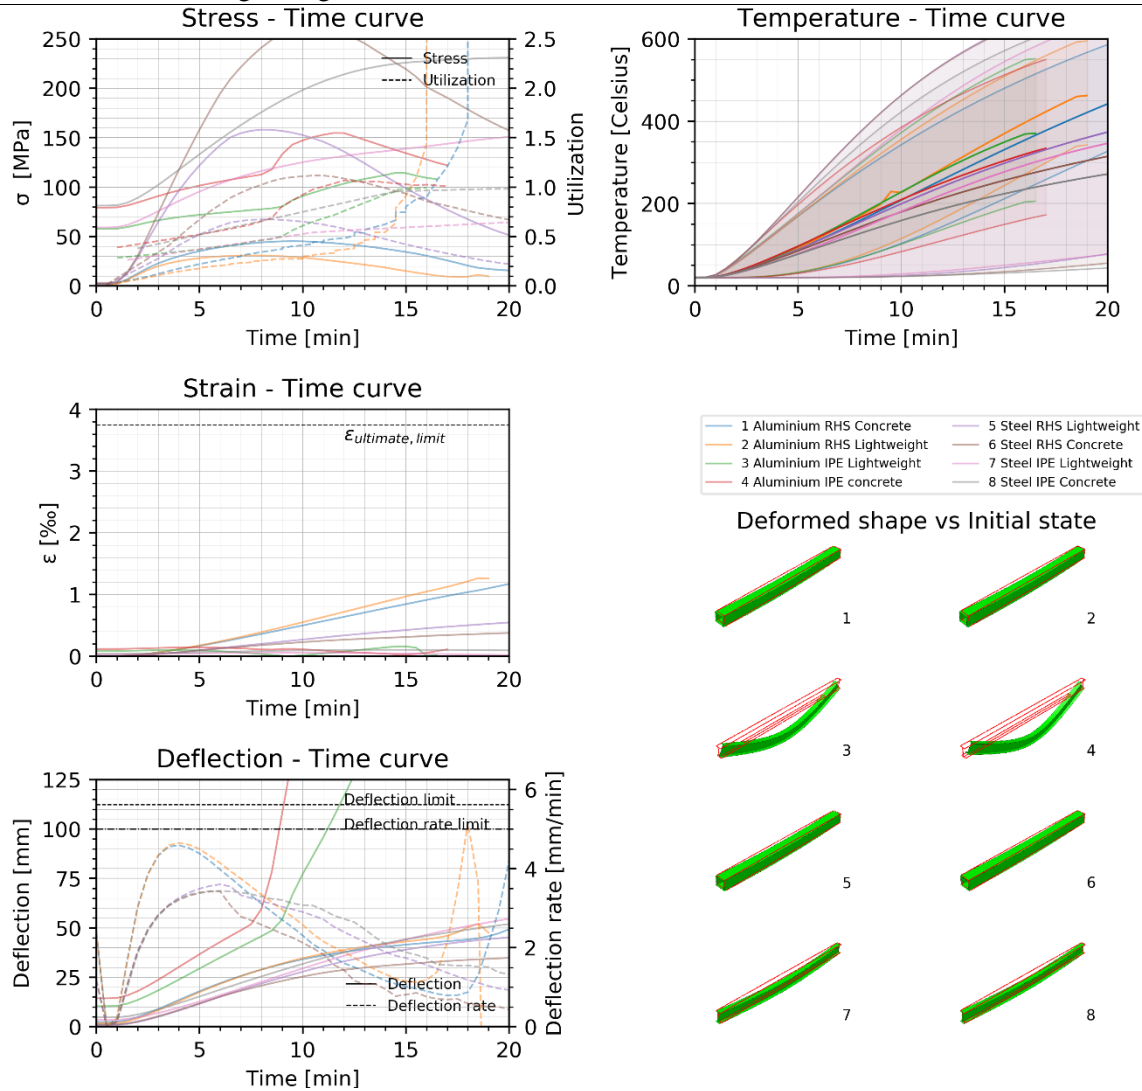 Stress - Time curve
250
200
150
100
50
0
σ [MPa]
2.5
2.0
1.5
1.0
0.5
0.0
Utilization
Stress
Utilization
0 5 10 15 20
Time [min]
Temperature - Time curve
600
400
200
0
Temperature [Celsius]
0 5 10 15 20
Time [min]
Strain - Time curve
4
3
2
1
0
ε [‰]
εultimate,limit
0 5 10 15 20
Time [min]
1 Aluminium RHS Concrete
2 Aluminium RHS Lightweight
3 Aluminium IPE Lightweight
4 Aluminium IPE concrete
5 Steel RHS Lightweight
6 Steel RHS Concrete
7 Steel IPE Lightweight
8 Steel IPE Concrete
Deformed shape vs Initial state
1 2
3 4
5 6
7 8
Deflection - Time curve
125
100
75
50
25
0
Deflection [mm]
6
4
2
0
Deflection rate [mm/min]
Deflection limit
Deflection rate limit
Deflection
Deflection rate
0 5 10 15 20
Time [min]